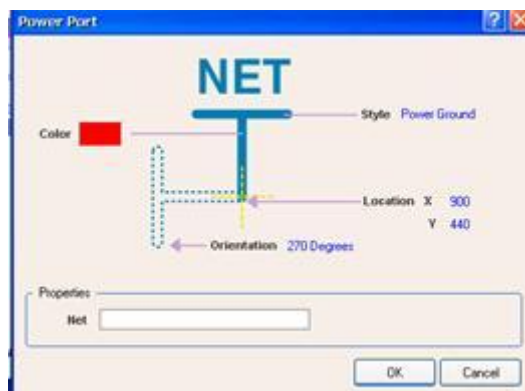 Power Port
NET
Style Power Ground
Color
Location X 900
Y 440
Orientation 270 Degrees
Properties
Net
OK Cancel